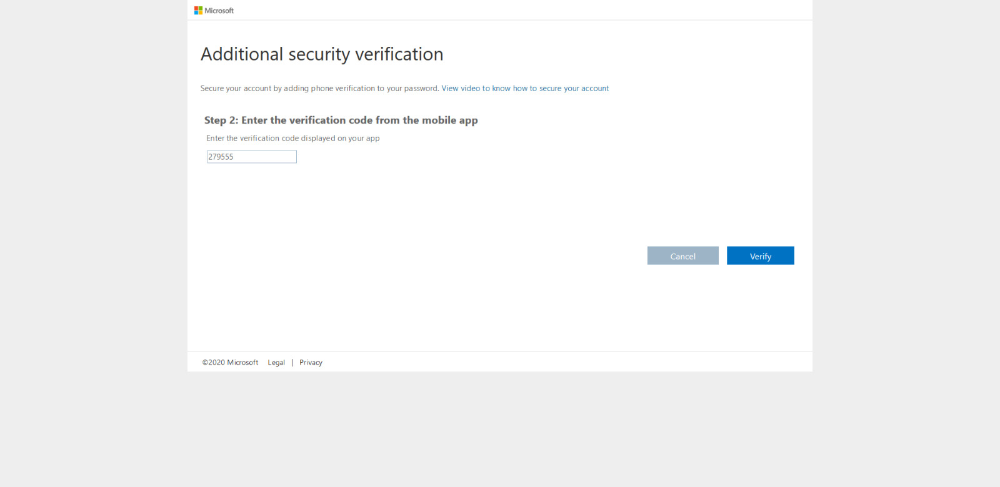 Microsoft
Additional security verification
Secure your account by adding phone verification to your password. View video to know how to secure your account
Step 2: Enter the verification code from the mobile app
Enter the verification code displayed on your app
279555
Cancel Verify
©2020 Microsoft Legal | Privacy